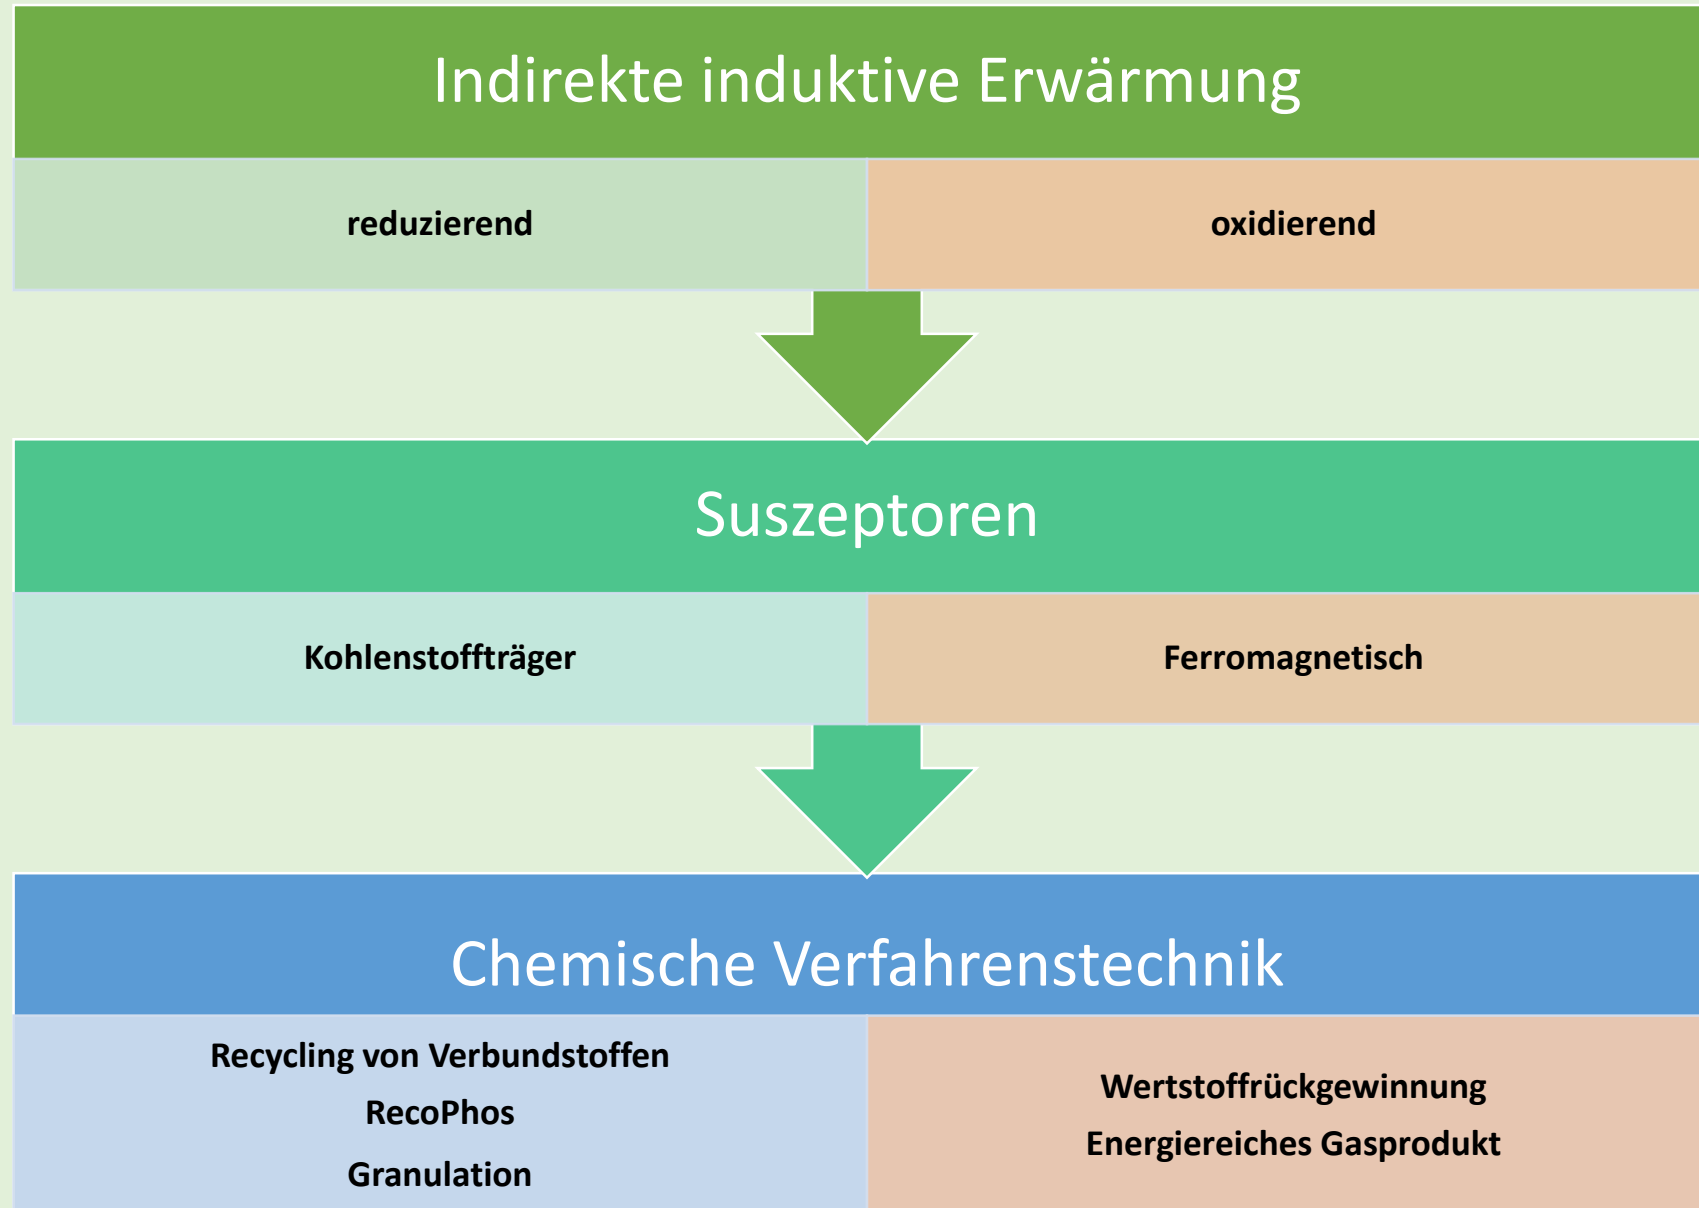 Indirekte induktive Erwärmung
reduzierend
oxidierend
Suszeptoren
Kohlenstoffträger
Ferromagnetisch
Chemische Verfahrenstechnik
Recycling von Verbundstoffen
RecoPhos
Granulation
Wertstoffrückgewinnung
Energiereiches Gasprodukt